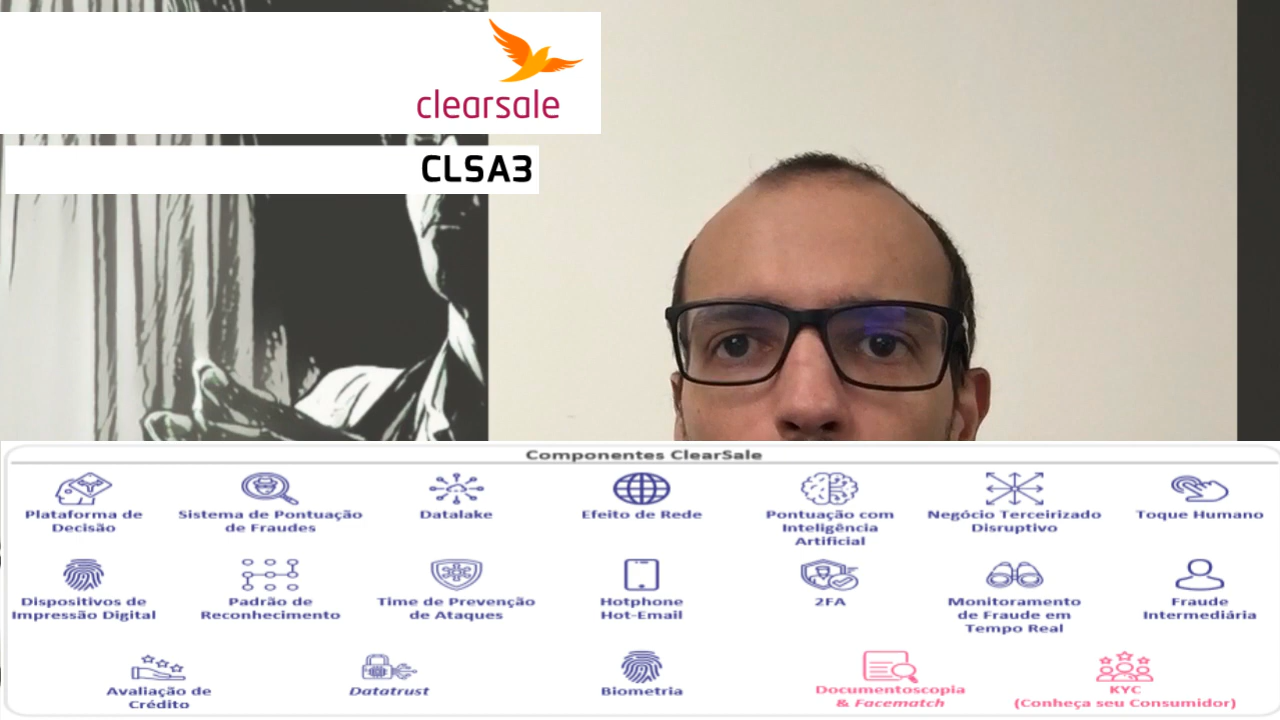 clearsale
CLSA3
Componentes ClearSale
Plataforma de
Decisão
Sistema de Pontuação
de Fraudes
Datalake
Efeito de Rede
Pontuação com
Inteligência
Artificial
Negócio Terceirizado
Disruptivo
Toque Humano
Dispositivos de
Impressão Digital
Padrão de
Reconhecimento
Time de Prevenção
de Ataques
Hotphone
Hot-Email
2FA
Monitoramento
de Fraude em
Tempo Real
Fraude
Intermediária
Avaliação de
Crédito
Datatrust
Biometria
Documentoscopia
& Facematch
KYC
(Conheça seu Consumidor)